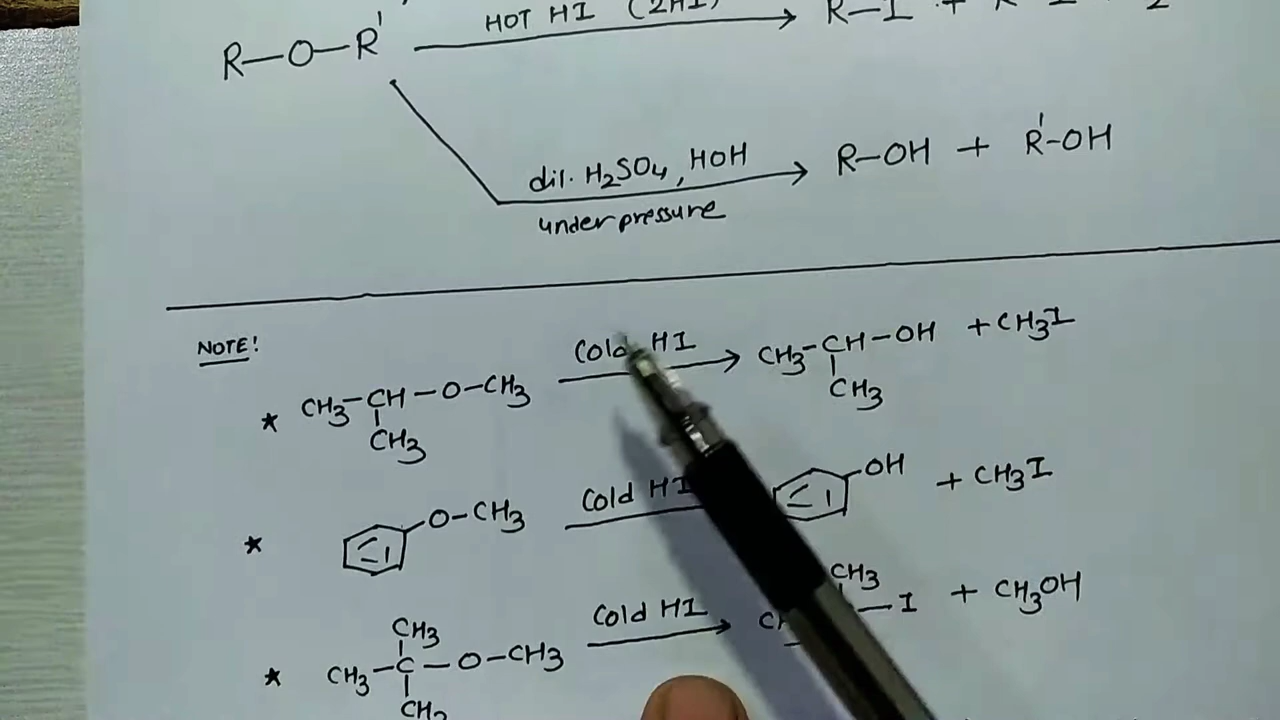 R—O—R' HOT HI (2HI) → R—I +
dil. H2SO4, HOH → R—OH + R'—OH
under pressure
NOTE!
* CH3—CH—O—CH3 Cold HI → CH3—CH—OH + CH3I
CH3 CH3
* O—CH3 Cold HI OH + CH3I
CH3 CH3
* CH3—C—O—CH3 Cold HI → —I + CH3OH